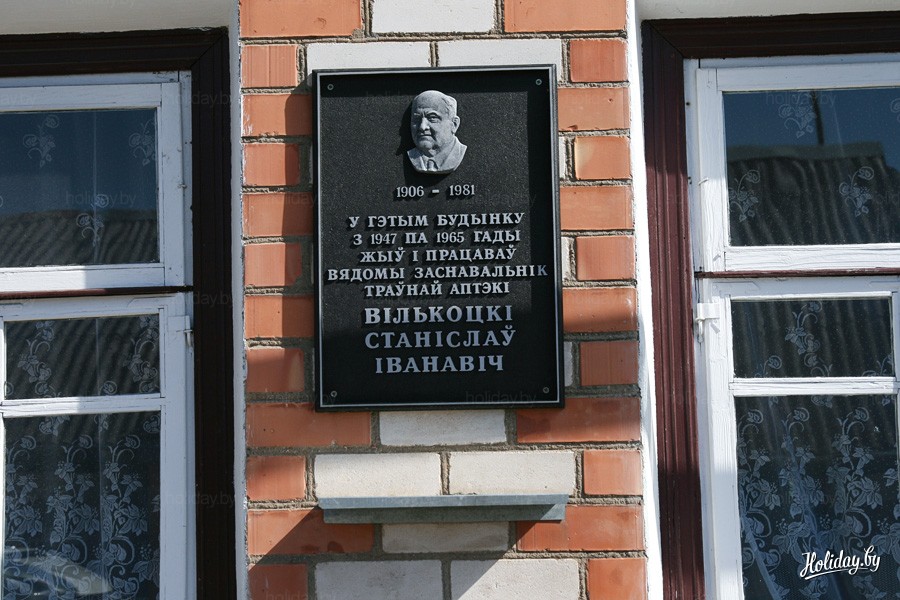 1906 - 1981
У ГЭТЫМ БУДЫНКУ
З 1947 ПА 1965 ГАДЫ
ЖЫЎ І ПРАЦАВАЎ
ВЯДОМЫ ЗАСНАВАЛЬНІК
ТРАЎНАЙ АПТЭКІ
ВІЛЬКОЦКІ
СТАНІСЛАЎ
ІВАНАВІЧ
Holiday.by